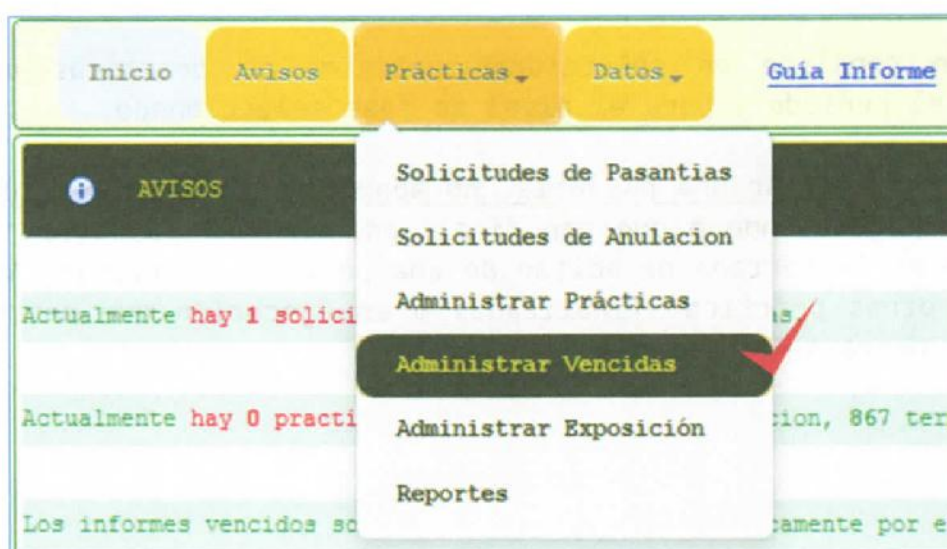 Inicio Avisos Prácticas Datos Guia Informe
AVISOS
Solicitudes de Pasantias
Solicitudes de Anulacion
Administrar Prácticas
Administrar Vencidas
Administrar Exposición
Reportes
Actualmente hay 1 solici as.
Actualmente hay 0 practi cion, 867 ter
Los informes vencidos so camente por e